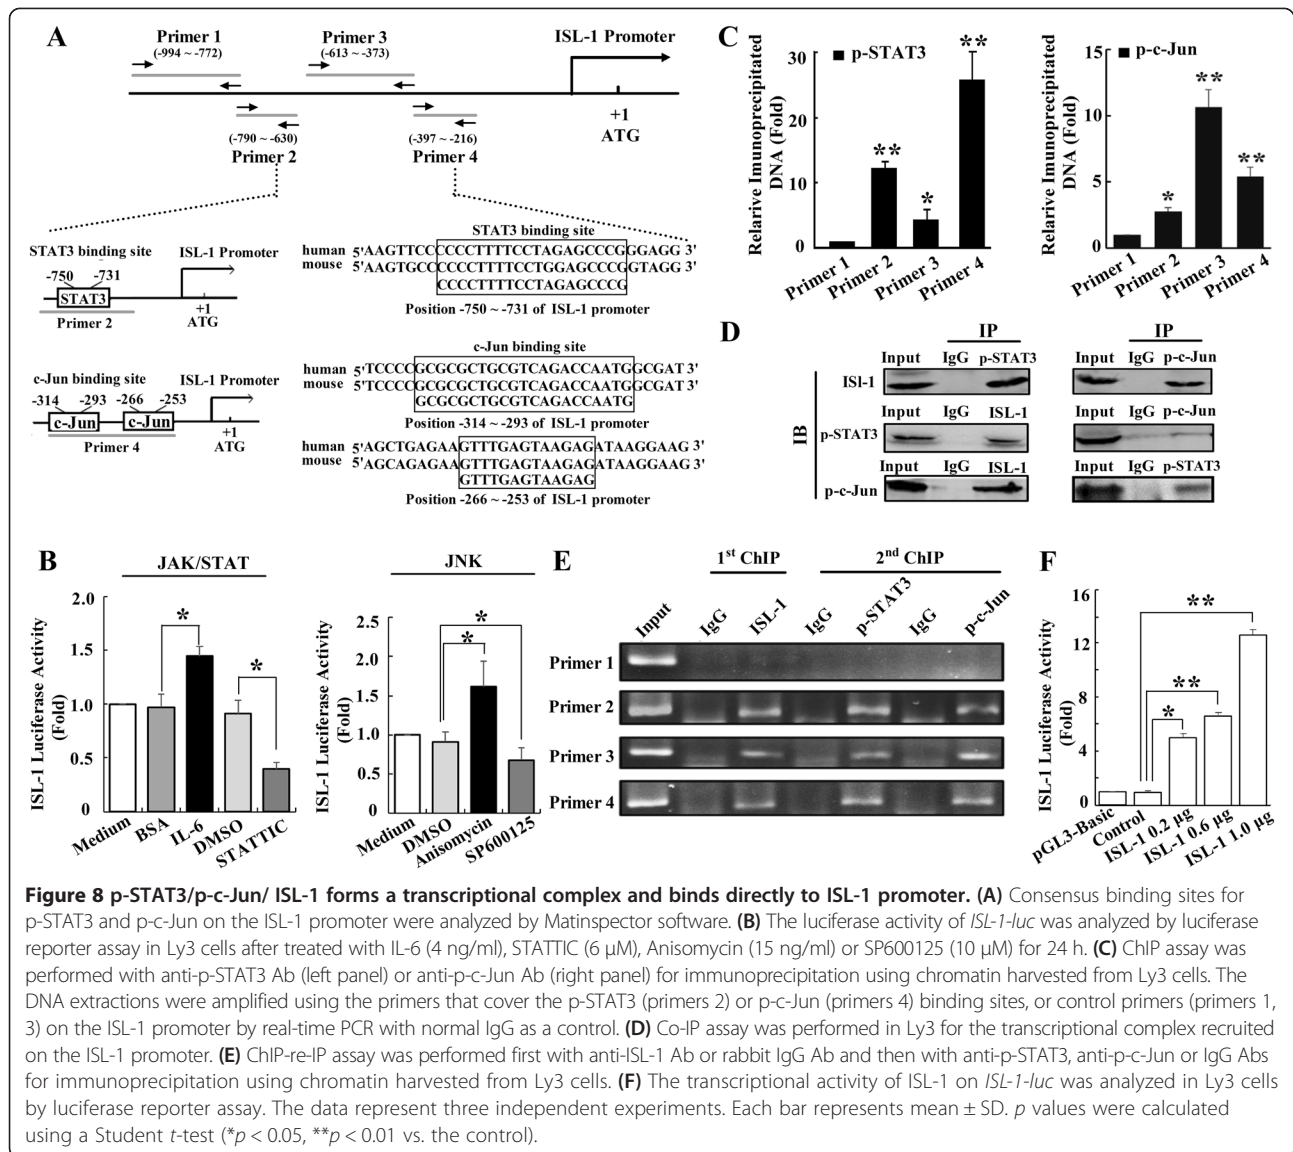 A
Primer 1
(-994 ~ -772)
Primer 3
(-613 ~ -373)
ISL-1 Promoter
(-790 ~ -630)
Primer 2
(-397 ~ -216)
Primer 4
+1
ATG
STAT3 binding site
-750 -731
ISL-1 Promoter
STAT3
+1
ATG
Primer 2
STAT3 binding site
human 5'AAGTTCCCCCCTTTTCCTAGAGCCCGGGAGG 3'
mouse 5'AAGTGCCCCCCTTTTCCTGGAGCCCGGTAGG 3'
CCCCTTTTCCTAGAGCCCG
Position -750 ~ -731 of ISL-1 promoter
c-Jun binding site
-314 -293 -266 -253
ISL-1 Promoter
c-Jun c-Jun
+1
ATG
Primer 4
c-Jun binding site
human 5'TCCCCGCGCGCTGCGTCAGACCAATGGCGAT 3'
mouse 5'TCCCCGCGCGCTGCGTCAGACCAATGGCGAT 3'
GCGCGCTGCGTCAGACCAATG
Position -314 ~ -293 of ISL-1 promoter
human 5'AGCTGAGAAGTTTGAGTAAGAGATAAGGAAG 3'
mouse 5'AGCAGAGAAGTTTGAGTAAGAGATAAGGAAG 3'
GTTTGAGTAAGAG
Position -266 ~ -253 of ISL-1 promoter
C
Relarive Imunoprecipitated
DNA (Fold)
30
20
10
0
p-STAT3
** * **
Primer 1 Primer 2 Primer 3 Primer 4
Relarive Imunoprecipitated
DNA (Fold)
15
10
5
0
p-c-Jun
* ** **
Primer 1 Primer 2 Primer 3 Primer 4
D
IP
Input IgG p-STAT3
IP
Input IgG p-c-Jun
IB
ISl-1
Input IgG ISL-1
Input IgG p-c-Jun
p-STAT3
Input IgG ISL-1
Input IgG p-STAT3
p-c-Jun
B
JAK/STAT
ISL-1 Luciferase Activity
(Fold)
2.0
1.5
1.0
0.5
0
* *
Medium BSA IL-6 DMSO STATTIC
JNK
ISL-1 Luciferase Activity
(Fold)
2.5
2.0
1.5
1.0
0.5
0
* *
Medium DMSO Anisomycin SP600125
E
1st ChIP 2nd ChIP
Input IgG ISL-1 IgG p-STAT3 IgG p-c-Jun
Primer 1
Primer 2
Primer 3
Primer 4
F
ISL-1 Luciferase Activity
(Fold)
16
12
8
4
0
** ** *
pGL3-Basic Control ISL-1 0.2 µg ISL-1 0.6 µg ISL-1 1.0 µg
Figure 8 p-STAT3/p-c-Jun/ ISL-1 forms a transcriptional complex and binds directly to ISL-1 promoter. (A) Consensus binding sites for
p-STAT3 and p-c-Jun on the ISL-1 promoter were analyzed by Matinspector software. (B) The luciferase activity of ISL-1-luc was analyzed by luciferase
reporter assay in Ly3 cells after treated with IL-6 (4 ng/ml), STATTIC (6 µM), Anisomycin (15 ng/ml) or SP600125 (10 µM) for 24 h. (C) ChIP assay was
performed with anti-p-STAT3 Ab (left panel) or anti-p-c-Jun Ab (right panel) for immunoprecipitation using chromatin harvested from Ly3 cells. The
DNA extractions were amplified using the primers that cover the p-STAT3 (primers 2) or p-c-Jun (primers 4) binding sites, or control primers (primers 1,
3) on the ISL-1 promoter by real-time PCR with normal IgG as a control. (D) Co-IP assay was performed in Ly3 for the transcriptional complex recruited
on the ISL-1 promoter. (E) ChIP-re-IP assay was performed first with anti-ISL-1 Ab or rabbit IgG Ab and then with anti-p-STAT3, anti-p-c-Jun or IgG Abs
for immunoprecipitation using chromatin harvested from Ly3 cells. (F) The transcriptional activity of ISL-1 on ISL-1-luc was analyzed in Ly3 cells
by luciferase reporter assay. The data represent three independent experiments. Each bar represents mean ± SD. p values were calculated
using a Student t-test (*p < 0.05, **p < 0.01 vs. the control).